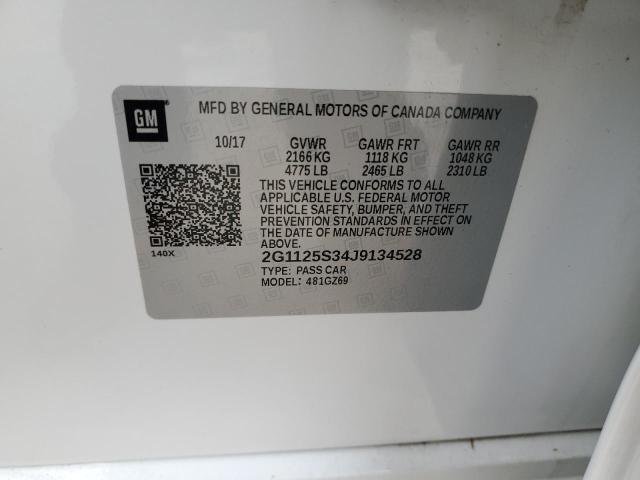 GM
MFD BY GENERAL MOTORS OF CANADA COMPANY
10/17 GVWR GAWR FRT GAWR RR
2166 KG 1118 KG 1048 KG
4775 LB 2465 LB 2310 LB
THIS VEHICLE CONFORMS TO ALL
APPLICABLE U.S. FEDERAL MOTOR
VEHICLE SAFETY, BUMPER, AND THEFT
PREVENTION STANDARDS IN EFFECT ON
THE DATE OF MANUFACTURE SHOWN
ABOVE.
140X
2G1125S34J9134528
TYPE: PASS CAR
MODEL: 481GZ69